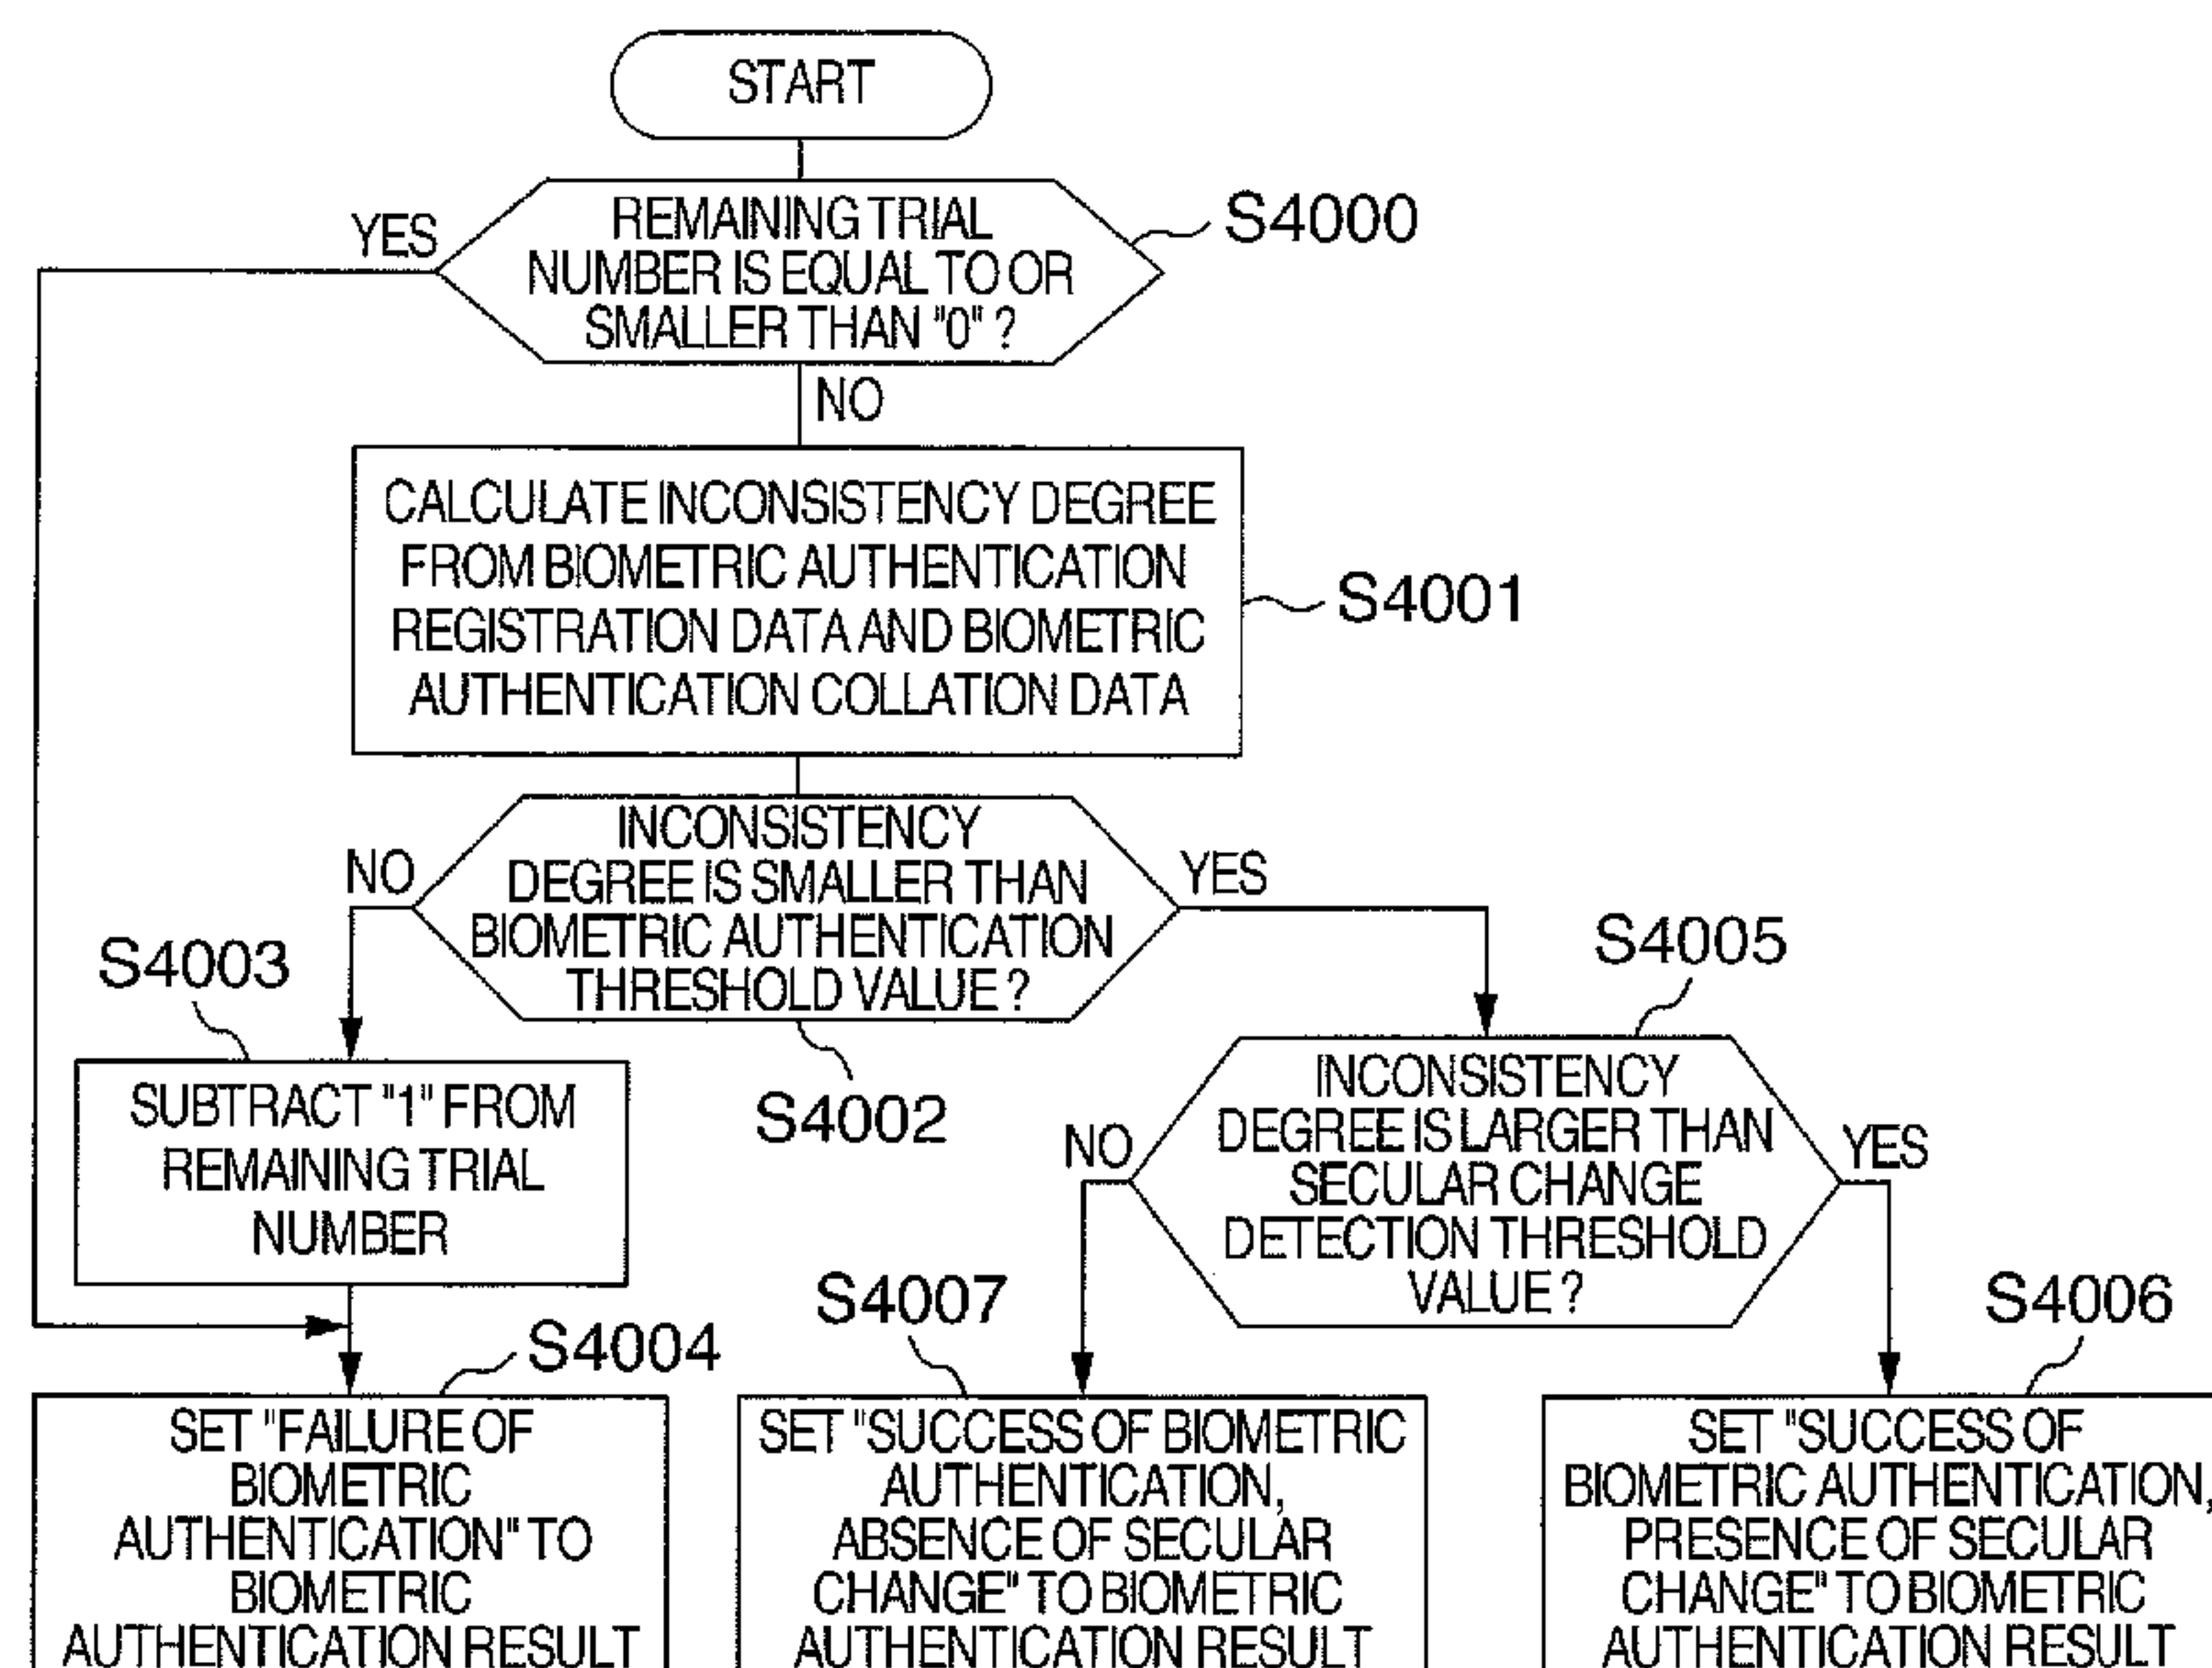 START
YES
REMAINING TRIAL
NUMBER IS EQUAL TO OR
SMALLER THAN "0" ?
S4000
NO
CALCULATE INCONSISTENCY DEGREE
FROM BIOMETRIC AUTHENTICATION
REGISTRATION DATA AND BIOMETRIC
AUTHENTICATION COLLATION DATA
S4001
INCONSISTENCY
DEGREE IS SMALLER THAN
BIOMETRIC AUTHENTICATION
THRESHOLD VALUE ?
NO
YES
S4002
S4003
SUBTRACT "1" FROM
REMAINING TRIAL
NUMBER
S4005
INCONSISTENCY
DEGREE IS LARGER THAN
SECULAR CHANGE
DETECTION THRESHOLD
VALUE ?
NO
YES
S4004
SET "FAILURE OF
BIOMETRIC
AUTHENTICATION" TO
BIOMETRIC
AUTHENTICATION RESULT
S4007
SET "SUCCESS OF BIOMETRIC
AUTHENTICATION,
ABSENCE OF SECULAR
CHANGE" TO BIOMETRIC
AUTHENTICATION RESULT
S4006
SET "SUCCESS OF
BIOMETRIC AUTHENTICATION,
PRESENCE OF SECULAR
CHANGE" TO BIOMETRIC
AUTHENTICATION RESULT